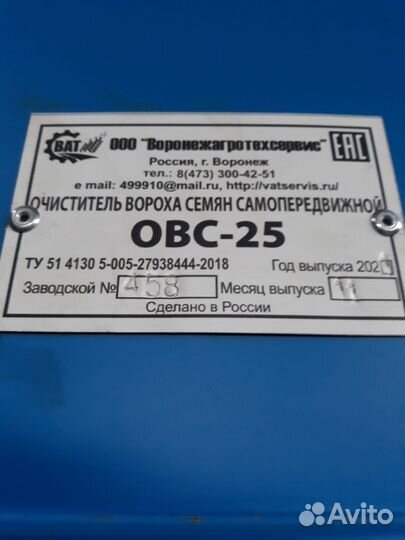 ВАТ ООО "Воронежагротехсервис" ЕАС
Россия, г. Воронеж
тел.: 8(473) 300-42-51
e mail: 499910@mail.ru, http://vatservis.ru/
ОЧИСТИТЕЛЬ ВОРОХА СЕМЯН САМОПЕРЕДВИЖНОЙ
ОВС-25
ТУ 51 4130 5-005-27938444-2018 Год выпуска 202
Заводской № 458 Месяц выпуска 11
Сделано в России
Avito